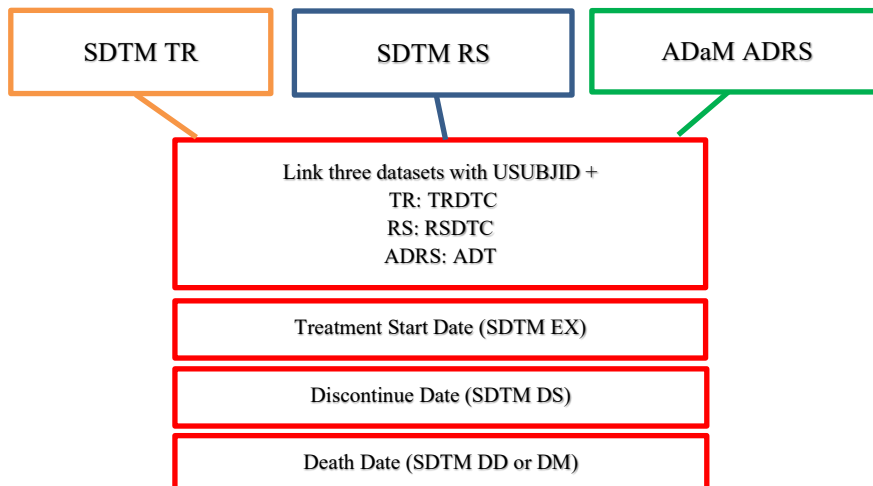 SDTM TR
SDTM RS
ADaM ADRS
Link three datasets with USUBJID +
TR: TRDTC
RS: RSDTC
ADRS: ADT
Treatment Start Date (SDTM EX)
Discontinue Date (SDTM DS)
Death Date (SDTM DD or DM)